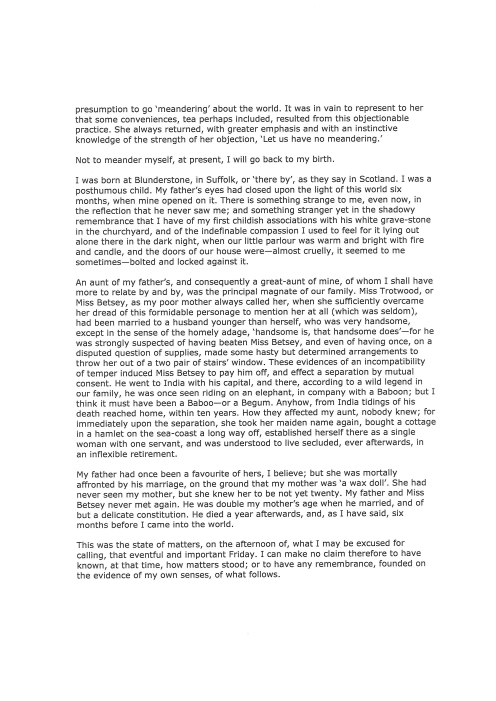 presumption to go ‘meandering’ about the world. It was in vain to represent to her
that some conveniences, tea perhaps included, resulted from this objectionable
practice. She always returned, with greater emphasis and with an instinctive
knowledge of the strength of her objection, ‘Let us have no meandering.’
Not to meander myself, at present, I will go back to my birth.
I was born at Blunderstone, in Suffolk, or ‘there by’, as they say in Scotland. I was a
posthumous child. My father’s eyes had closed upon the light of this world six
months, when mine opened on it. There is something strange to me, even now, in
the reflection that he never saw me; and something stranger yet in the shadowy
remembrance that I have of my first childish associations with his white grave-stone
in the churchyard, and of the indefinable compassion I used to feel for it lying out
alone there in the dark night, when our little parlour was warm and bright with fire
and candle, and the doors of our house were—almost cruelly, it seemed to me
sometimes—bolted and locked against it.
An aunt of my father’s, and consequently a great-aunt of mine, of whom I shall have
more to relate by and by, was the principal magnate of our family. Miss Trotwood, or
Miss Betsey, as my poor mother always called her, when she sufficiently overcame
her dread of this formidable personage to mention her at all (which was seldom),
had been married to a husband younger than herself, who was very handsome,
except in the sense of the homely adage, ‘handsome is, that handsome does’—for he
was strongly suspected of having beaten Miss Betsey, and even of having once, on a
disputed question of supplies, made some hasty but determined arrangements to
throw her out of a two pair of stairs’ window. These evidences of an incompatibility
of temper induced Miss Betsey to pay him off, and effect a separation by mutual
consent. He went to India with his capital, and there, according to a wild legend in
our family, he was once seen riding on an elephant, in company with a Baboon; but I
think it must have been a Baboo—or a Begum. Anyhow, from India tidings of his
death reached home, within ten years. How they affected my aunt, nobody knew; for
immediately upon the separation, she took her maiden name again, bought a cottage
in a hamlet on the sea-coast a long way off, established herself there as a single
woman with one servant, and was understood to live secluded, ever afterwards, in
an inflexible retirement.
My father had once been a favourite of hers, I believe; but she was mortally
affronted by his marriage, on the ground that my mother was ‘a wax doll’. She had
never seen my mother, but she knew her to be not yet twenty. My father and Miss
Betsey never met again. He was double my mother’s age when he married, and of
but a delicate constitution. He died a year afterwards, and, as I have said, six
months before I came into the world.
This was the state of matters, on the afternoon of, what I may be excused for
calling, that eventful and important Friday. I can make no claim therefore to have
known, at that time, how matters stood; or to have any remembrance, founded on
the evidence of my own senses, of what follows.